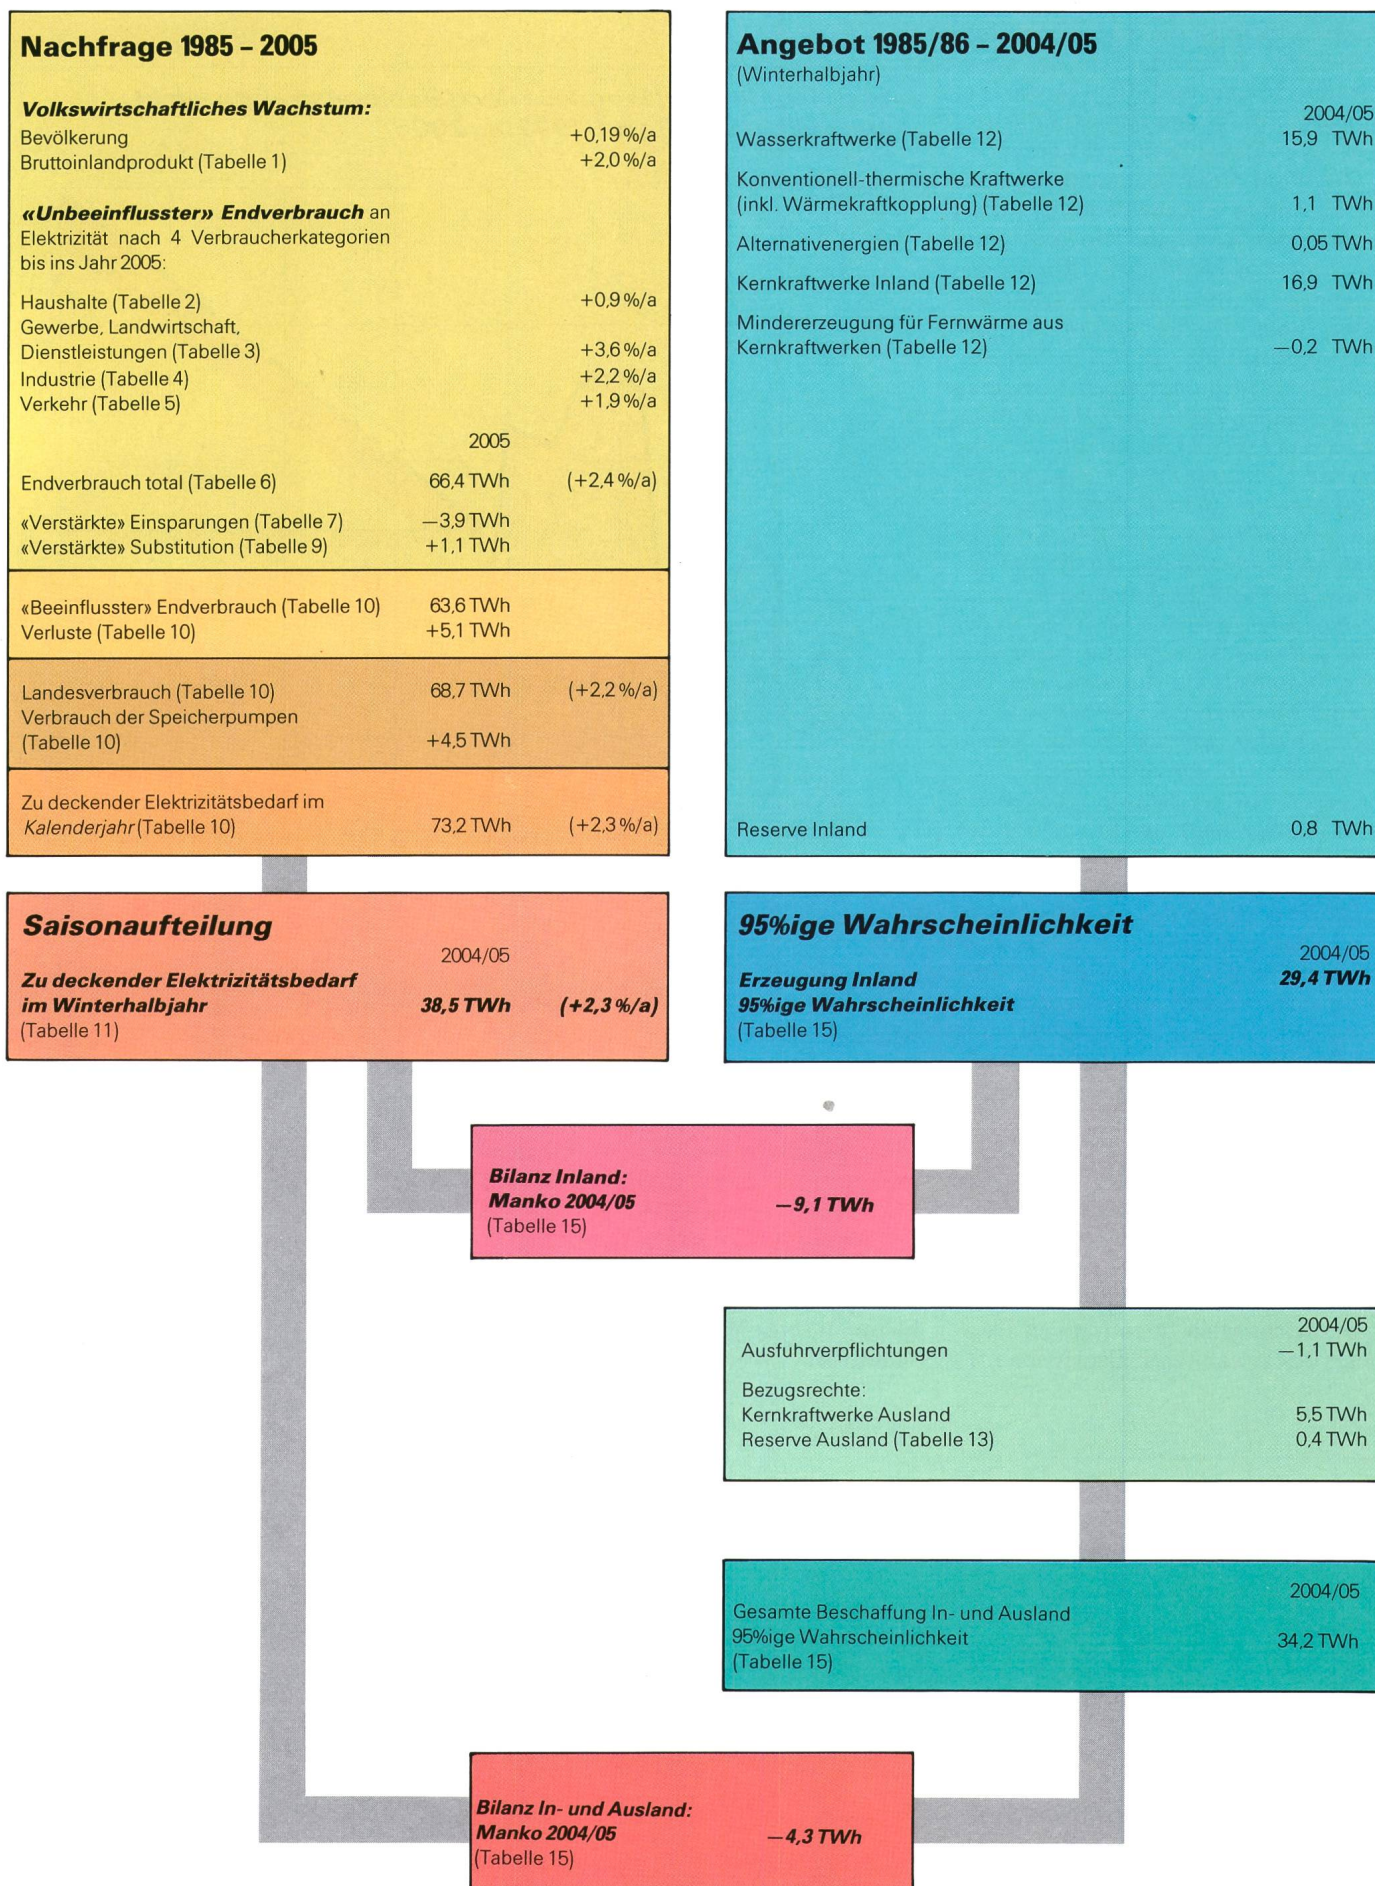 Nachfrage 1985 – 2005
Volkswirtschaftliches Wachstum:
Bevölkerung +0,19 %/a
Bruttoinlandprodukt (Tabelle 1) +2,0 %/a
«Unbeeinflusster» Endverbrauch an
Elektrizität nach 4 Verbraucherkategorien
bis ins Jahr 2005:
Haushalte (Tabelle 2) +0,9 %/a
Gewerbe, Landwirtschaft,
Dienstleistungen (Tabelle 3) +3,6 %/a
Industrie (Tabelle 4) +2,2 %/a
Verkehr (Tabelle 5) +1,9 %/a
2005
Endverbrauch total (Tabelle 6) 66,4 TWh (+2,4 %/a)
«Verstärkte» Einsparungen (Tabelle 7) —3,9 TWh
«Verstärkte» Substitution (Tabelle 9) +1,1 TWh
«Beeinflusster» Endverbrauch (Tabelle 10) 63,6 TWh
Verluste (Tabelle 10) +5,1 TWh
Landesverbrauch (Tabelle 10) 68,7 TWh (+2,2 %/a)
Verbrauch der Speicherpumpen
(Tabelle 10) +4,5 TWh
Zu deckender Elektrizitätsbedarf im
Kalenderjahr (Tabelle 10) 73,2 TWh (+2,3 %/a)
Angebot 1985/86 – 2004/05
(Winterhalbjahr)
2004/05
Wasserkraftwerke (Tabelle 12) 15,9 TWh
Konventionell-thermische Kraftwerke
(inkl. Wärmekraftkopplung) (Tabelle 12) 1,1 TWh
Alternativenergien (Tabelle 12) 0,05 TWh
Kernkraftwerke Inland (Tabelle 12) 16,9 TWh
Mindererzeugung für Fernwärme aus
Kernkraftwerken (Tabelle 12) —0,2 TWh
Reserve Inland 0,8 TWh
Saisonaufteilung
2004/05
Zu deckender Elektrizitätsbedarf
im Winterhalbjahr 38,5 TWh (+2,3 %/a)
(Tabelle 11)
95%ige Wahrscheinlichkeit
2004/05
Erzeugung Inland 29,4 TWh
95%ige Wahrscheinlichkeit
(Tabelle 15)
Bilanz Inland:
Manko 2004/05 —9,1 TWh
(Tabelle 15)
2004/05
Ausfuhrverpflichtungen —1,1 TWh
Bezugsrechte:
Kernkraftwerke Ausland 5,5 TWh
Reserve Ausland (Tabelle 13) 0,4 TWh
2004/05
Gesamte Beschaffung In- und Ausland
95%ige Wahrscheinlichkeit 34,2 TWh
(Tabelle 15)
Bilanz In- und Ausland:
Manko 2004/05 —4,3 TWh
(Tabelle 15)